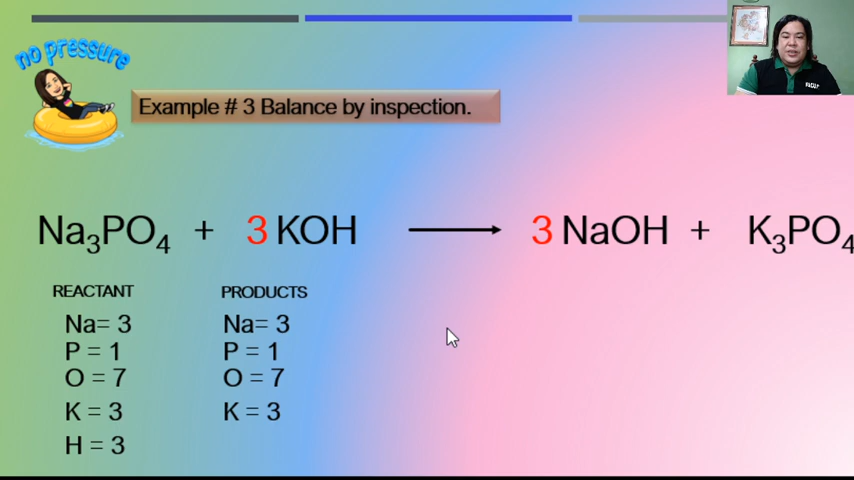 no pressure
Example # 3 Balance by inspection.
Na₃PO₄ + 3 KOH ⟶ 3 NaOH + K₃PO₄
REACTANT PRODUCTS
Na= 3 Na= 3
P = 1 P = 1
O = 7 O = 7
K = 3 K = 3
H = 3